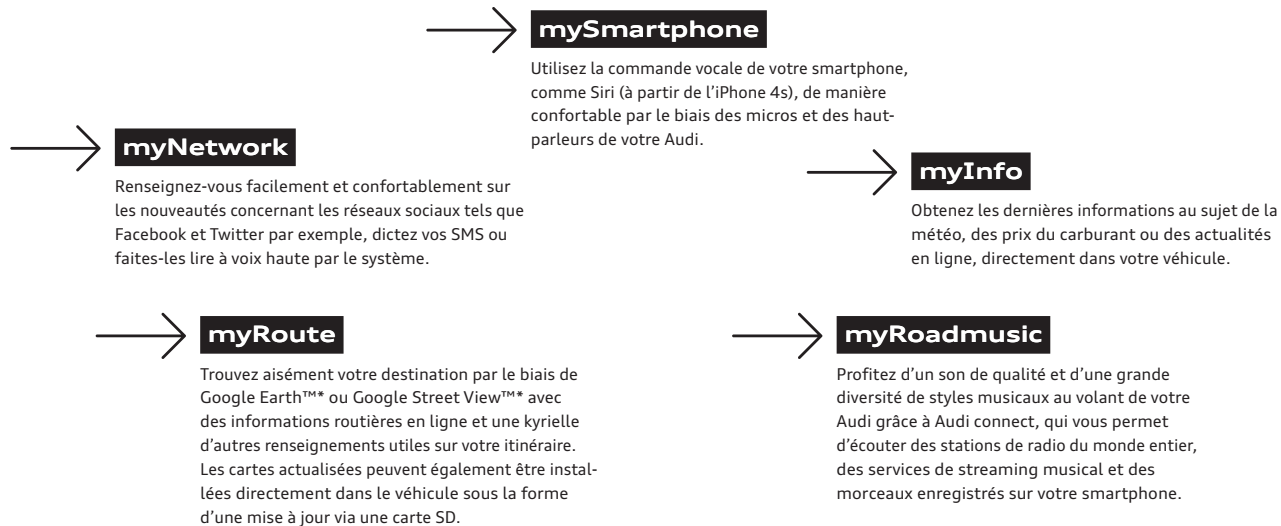 mySmartphone
Utilisez la commande vocale de votre smartphone,
comme Siri (à partir de l’iPhone 4s), de manière
confortable par le biais des micros et des haut-
parleurs de votre Audi.
myNetwork
Renseignez-vous facilement et confortablement sur
les nouveautés concernant les réseaux sociaux tels que
Facebook et Twitter par exemple, dictez vos SMS ou
faites-les lire à voix haute par le système.
myInfo
Obtenez les dernières informations au sujet de la
météo, des prix du carburant ou des actualités
en ligne, directement dans votre véhicule.
myRoute
Trouvez aisément votre destination par le biais de
Google Earth™* ou Google Street View™* avec
des informations routières en ligne et une kyrielle
d’autres renseignements utiles sur votre itinéraire.
Les cartes actualisées peuvent également être instal-
lées directement dans le véhicule sous la forme
d’une mise à jour via une carte SD.
myRoadmusic
Profitez d’un son de qualité et d’une grande
diversité de styles musicaux au volant de votre
Audi grâce à Audi connect, qui vous permet
d’écouter des stations de radio du monde entier,
des services de streaming musical et des
morceaux enregistrés sur votre smartphone.